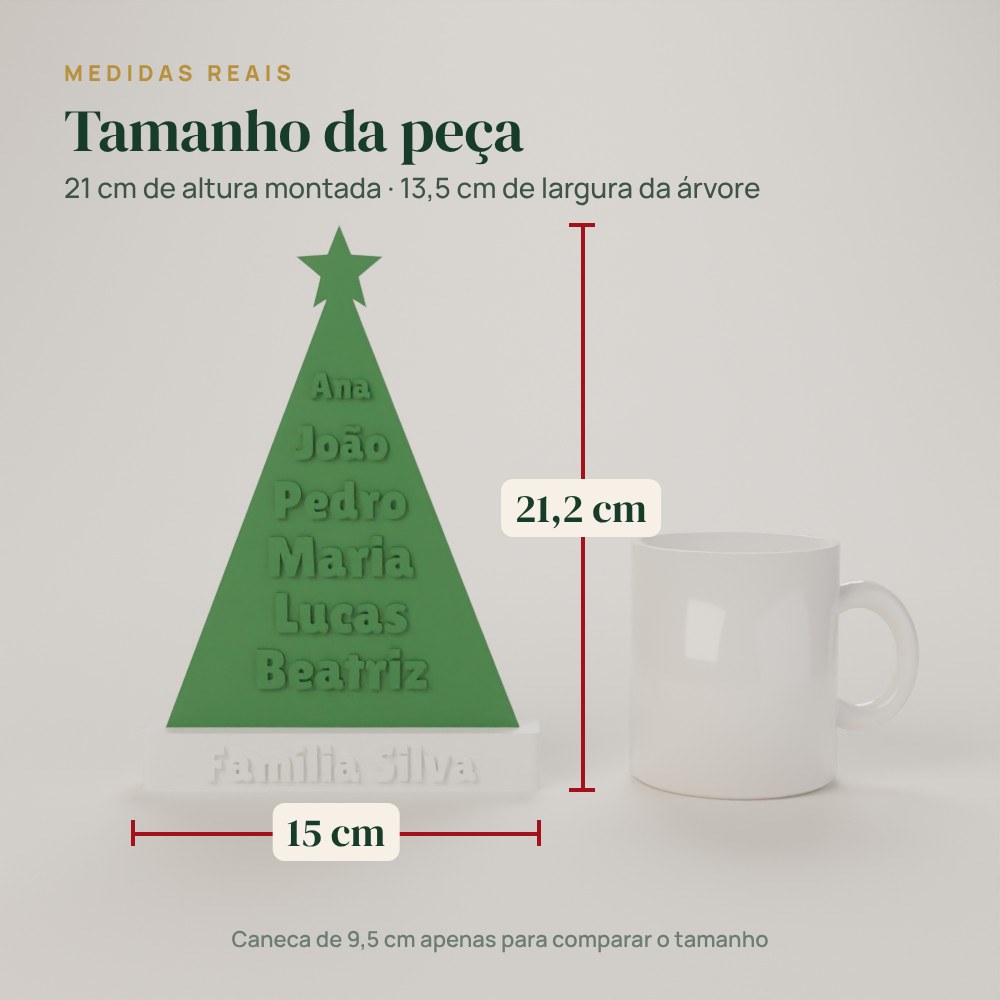 MEDIDAS REAIS
Tamanho da peça
21 cm de altura montada · 13,5 cm de largura da árvore
Ana
João
Pedro
Maria
Lucas
Beatriz
Família Silva
21,2 cm
15 cm
Caneca de 9,5 cm apenas para comparar o tamanho